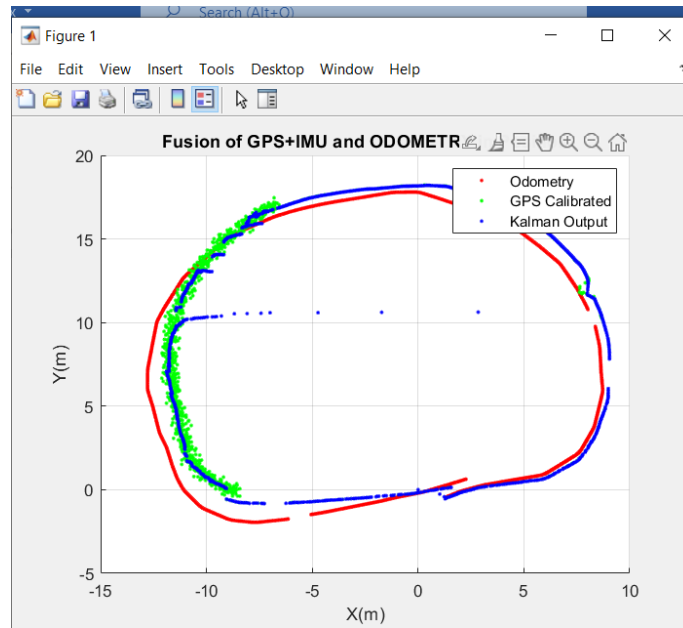 Search (Alt+Q)
Figure 1
File Edit View Insert Tools Desktop Window Help
Fusion of GPS+IMU and ODOMETR
Odometry
GPS Calibrated
Kalman Output
20
15
10
5
0
-5
Y(m)
-15 -10 -5 0 5 10
X(m)